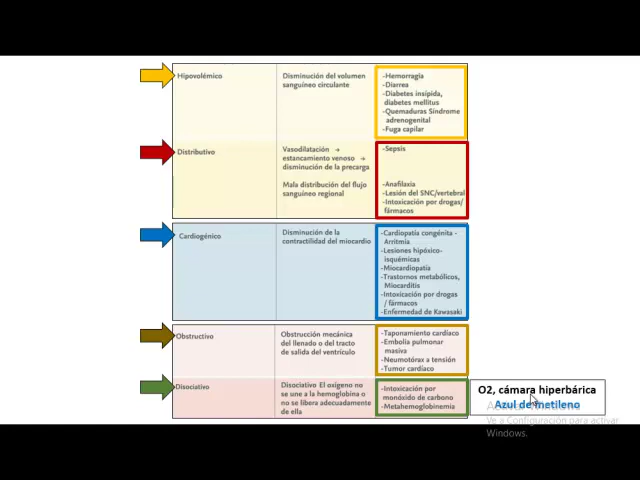 Hipovolémico
Disminución del volumen
sanguíneo circulante
-Hemorragia
-Diarrea
-Diabetes insípida,
diabetes mellitus
-Quemaduras Síndrome
adrenogenital
-Fuga capilar
Distributivo
Vasodilatación →
estancamiento venoso →
disminución de la precarga
Mala distribución del flujo
sanguíneo regional
-Sepsis
-Anafilaxia
-Lesión del SNC/vertebral
-Intoxicación por drogas/
fármacos
Cardiogénico
Disminución de la
contractilidad del miocardio
-Cardiopatía congénita -
Arritmia
-Lesiones hipóxico-
isquémicas
-Miocardiopatía
-Trastornos metabólicos,
Miocarditis
-Intoxicación por drogas
/ fármacos
-Enfermedad de Kawasaki
Obstructivo
Obstrucción mecánica
del llenado o del tracto
de salida del ventrículo
-Taponamiento cardíaco
-Embolia pulmonar
masiva
-Neumotórax a tensión
-Tumor cardíaco
Disociativo
Disociativo El oxígeno no
se une a la hemoglobina o
no se libera adecuadamente
de ella
-Intoxicación por
monóxido de carbono
-Metahemoglobinemia
O2, cámara hiperbárica
Azul de metileno
Activar Windows
Ve a Configuración para activar
Windows.